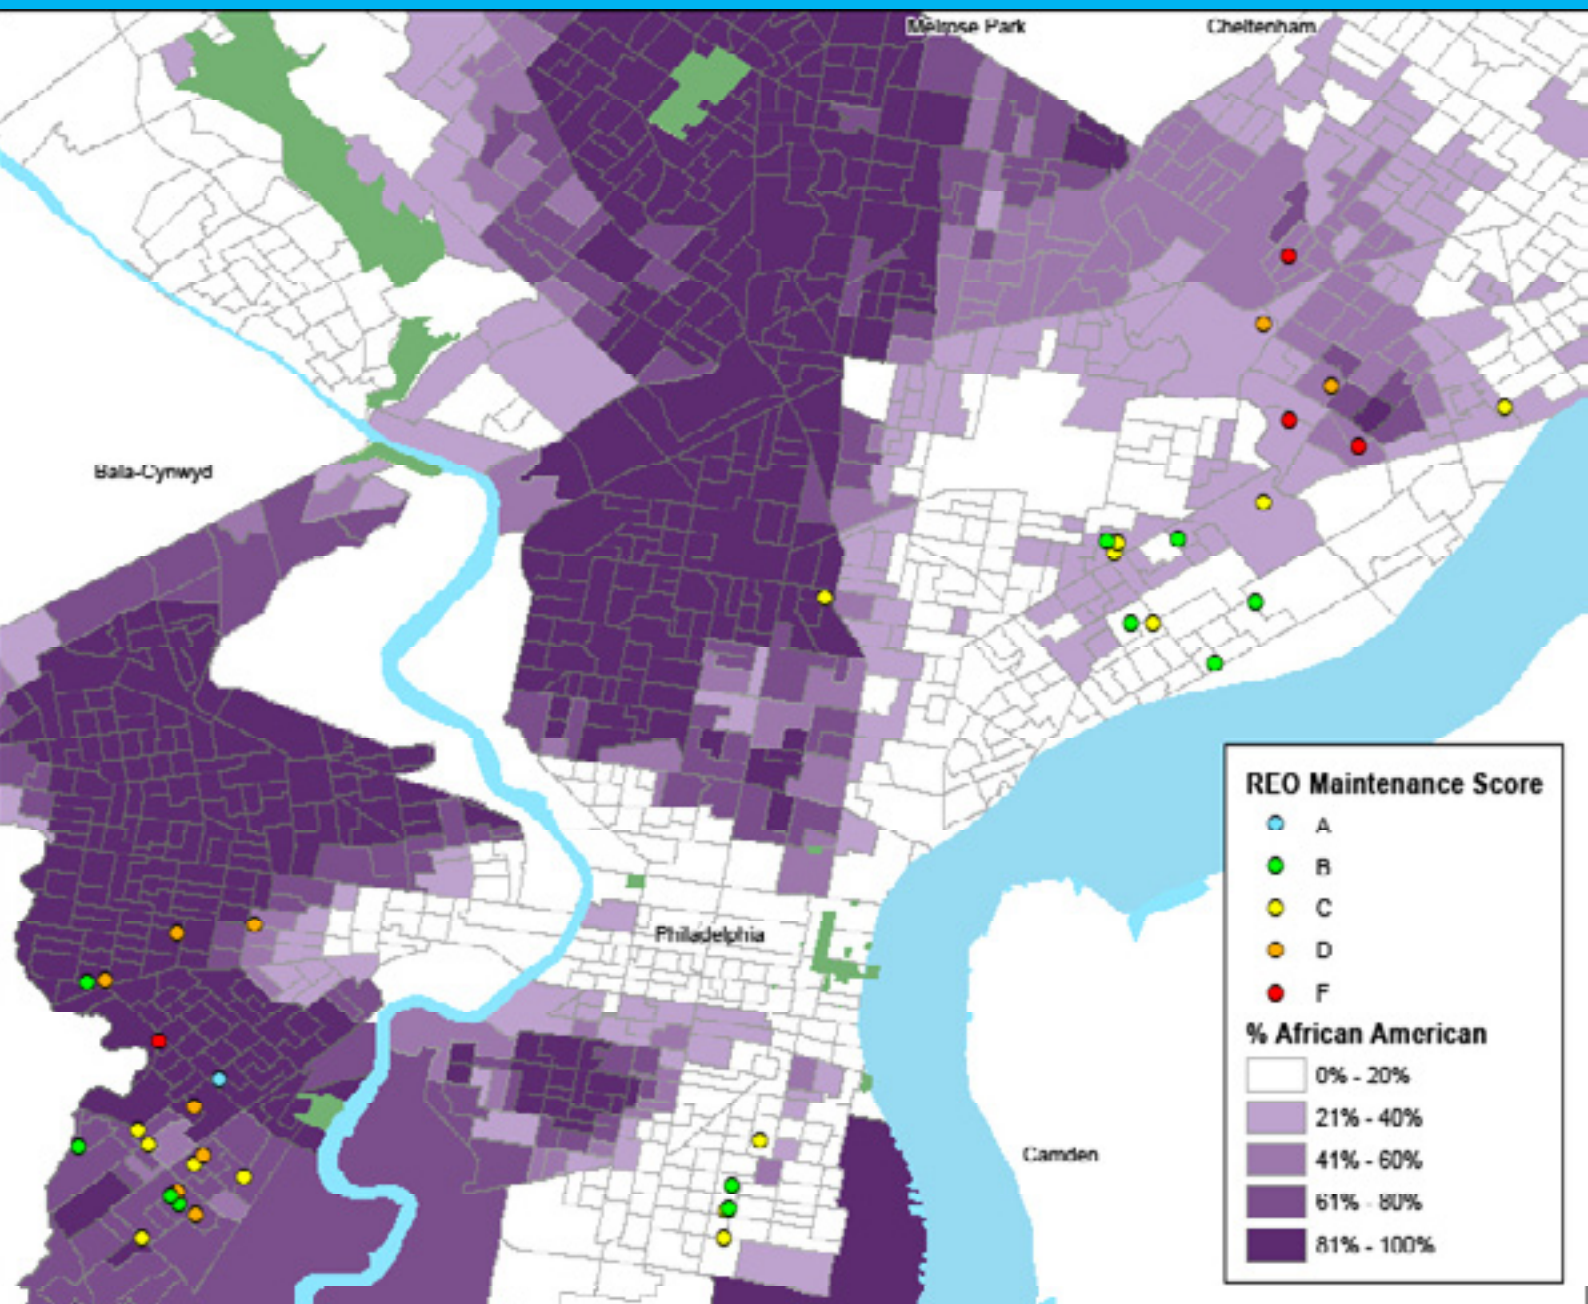 Melrose Park
Cheltenham
Bala-Cynwyd
Philadelphia
Camden
REO Maintenance Score
A
B
C
D
F
% African American
0% - 20%
21% - 40%
41% - 60%
61% - 80%
81% - 100%